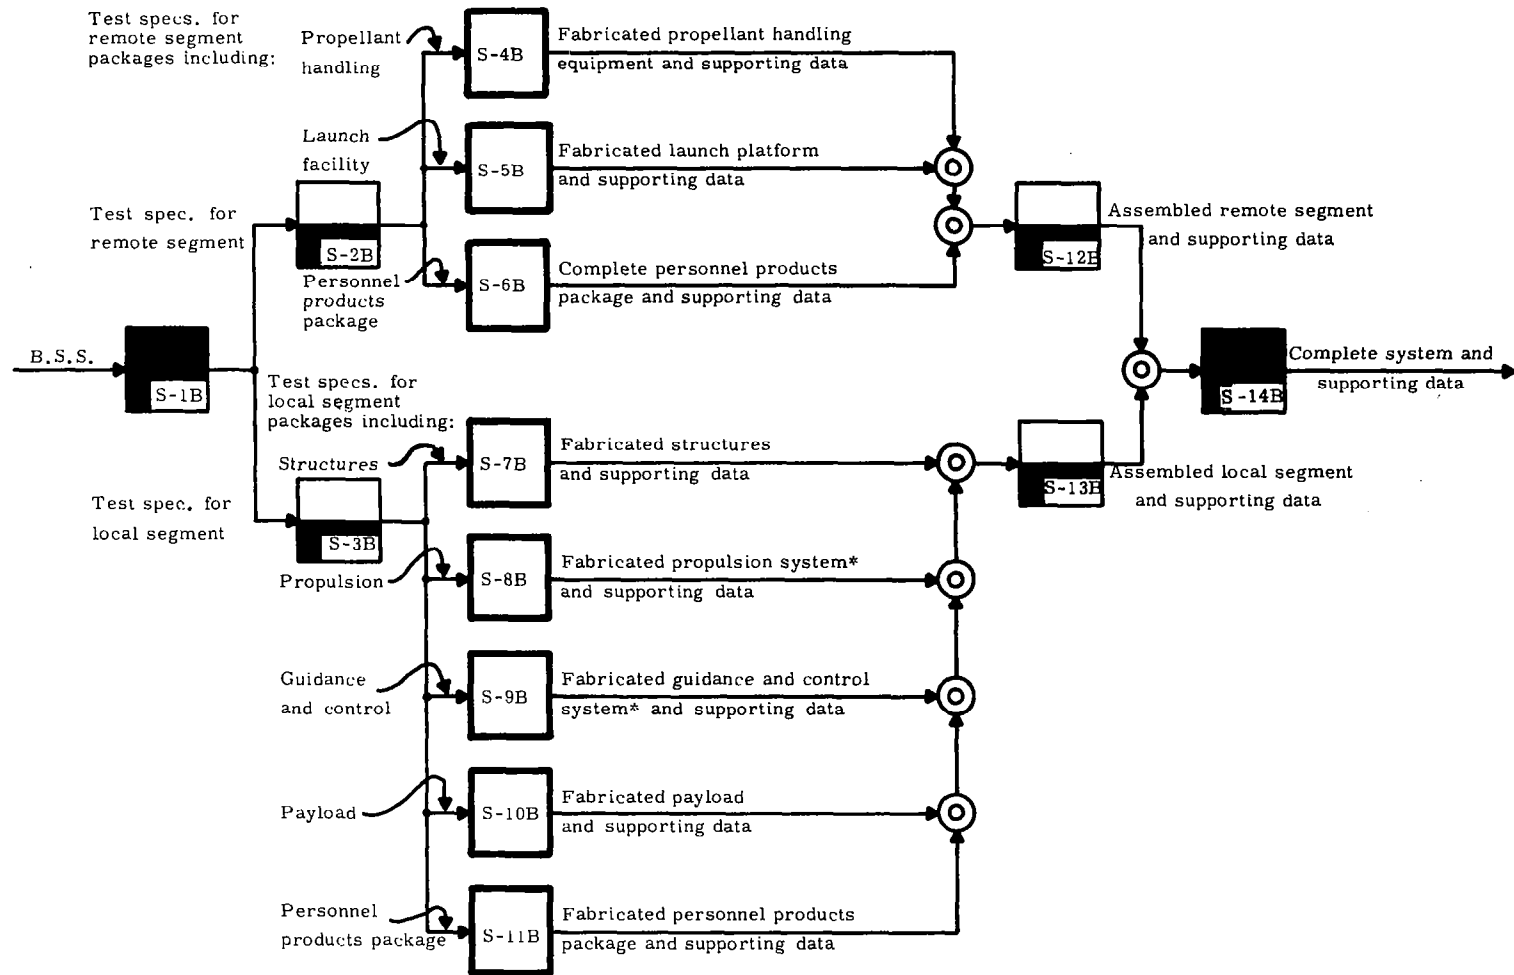 Test specs. for
remote segment
packages including:
Propellant
handling
S-4B
Fabricated propellant handling
equipment and supporting data
Launch
facility
S-5B
Fabricated launch platform
and supporting data
Test spec. for
remote segment
S-2B
Personnel
products
package
S-6B
Complete personnel products
package and supporting data
S-12B
Assembled remote segment
and supporting data
B.S.S.
S-1B
S-14B
Complete system and
supporting data
Test specs. for
local segment
packages including:
Structures
S-7B
Fabricated structures
and supporting data
S-13B
Assembled local segment
and supporting data
Test spec. for
local segment
S-3B
Propulsion
S-8B
Fabricated propulsion system*
and supporting data
Guidance
and control
S-9B
Fabricated guidance and control
system* and supporting data
Payload
S-10B
Fabricated payload
and supporting data
Personnel
products package
S-11B
Fabricated personnel products
package and supporting data